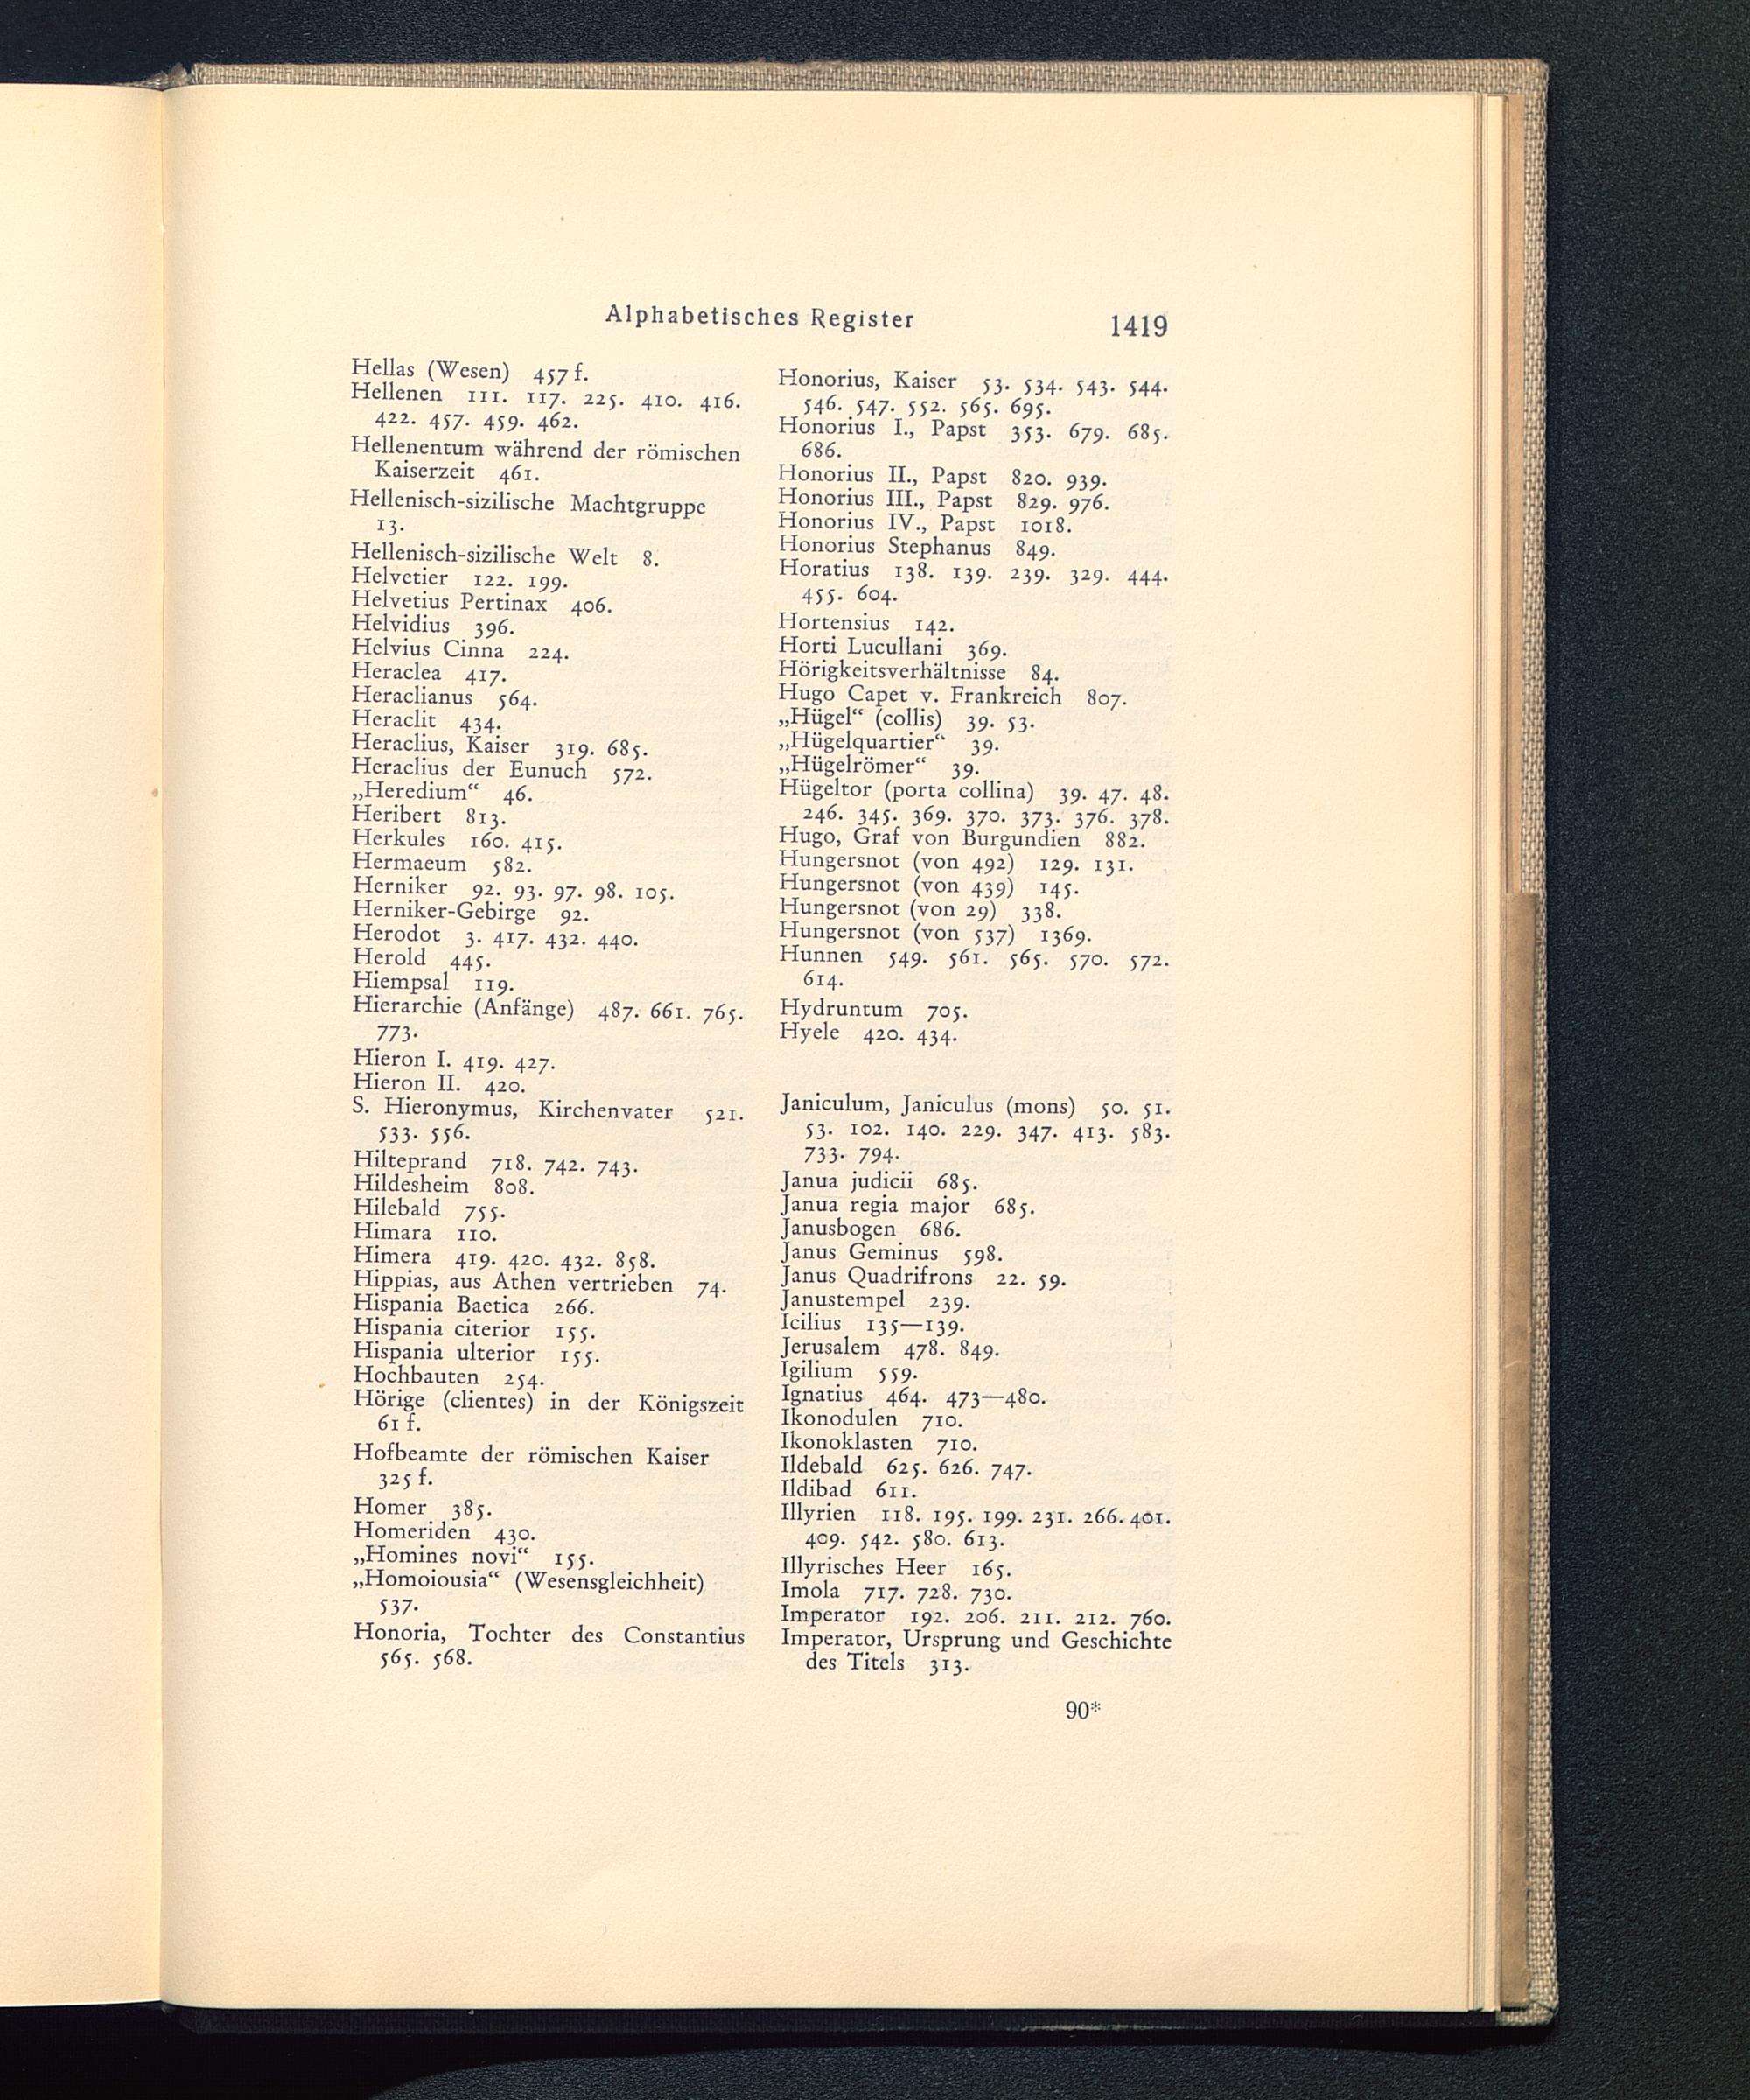 Alphabetisches Register 1419
Hellas (Wesen) 457 f.
Hellenen 111. 117. 225. 410. 416.
422. 457. 459. 462.
Hellenentum während der römischen
Kaiserzeit 461.
Hellenisch-sizilische Machtgruppe
13.
Hellenisch-sizilische Welt 8.
Helvetier 122. 199.
Helvetius Pertinax 406.
Helvidius 396.
Helvius Cinna 224.
Heraclea 417.
Heraclianus 564.
Heraclit 434.
Heraclius, Kaiser 319. 685.
Heraclius der Eunuch 572.
„Heredium“ 46.
Heribert 813.
Herkules 160. 415.
Hermaeum 582.
Herniker 92. 93. 97. 98. 105.
Herniker-Gebirge 92.
Herodot 3. 417. 432. 440.
Herold 445.
Hiempsal 119.
Hierarchie (Anfänge) 487. 661. 765.
773.
Hieron I. 419. 427.
Hieron II. 420.
S. Hieronymus, Kirchenvater 521.
533. 556.
Hilteprand 718. 742. 743.
Hildesheim 808.
Hilebald 755.
Himara 110.
Himera 419. 420. 432. 858.
Hippias, aus Athen vertrieben 74.
Hispania Baetica 266.
Hispania citerior 155.
Hispania ulterior 155.
Hochbauten 254.
Hörige (clientes) in der Königszeit
61 f.
Hofbeamte der römischen Kaiser
325 f.
Homer 385.
Homeriden 430.
„Homines novi“ 155.
„Homoiousia“ (Wesensgleichheit)
537.
Honoria, Tochter des Constantius
565. 568.
Honorius, Kaiser 53. 534. 543. 544.
546. 547. 552. 565. 695.
Honorius I., Papst 353. 679. 685.
686.
Honorius II., Papst 820. 939.
Honorius III., Papst 829. 976.
Honorius IV., Papst 1018.
Honorius Stephanus 849.
Horatius 138. 139. 239. 329. 444.
455. 604.
Hortensius 142.
Horti Lucullani 369.
Hörigkeitsverhältnisse 84.
Hugo Capet v. Frankreich 807.
„Hügel“ (collis) 39. 53.
„Hügelquartier“ 39.
„Hügelrömer“ 39.
Hügeltor (porta collina) 39. 47. 48.
246. 345. 369. 370. 373. 376. 378.
Hugo, Graf von Burgundien 882.
Hungersnot (von 492) 129. 131.
Hungersnot (von 439) 145.
Hungersnot (von 29) 338.
Hungersnot (von 537) 1369.
Hunnen 549. 561. 565. 570. 572.
614.
Hydruntum 705.
Hyele 420. 434.
Janiculum, Janiculus (mons) 50. 51.
53. 102. 140. 229. 347. 413. 583.
733. 794.
Janua judicii 685.
Janua regia major 685.
Janusbogen 686.
Janus Geminus 598.
Janus Quadrifrons 22. 59.
Janustempel 239.
Icilius 135—139.
Jerusalem 478. 849.
Igilium 559.
Ignatius 464. 473—480.
Ikonodulen 710.
Ikonoklasten 710.
Ildebald 625. 626. 747.
Ildibad 611.
Illyrien 118. 195. 199. 231. 266. 401.
409. 542. 580. 613.
Illyrisches Heer 165.
Imola 717. 728. 730.
Imperator 192. 206. 211. 212. 760.
Imperator, Ursprung und Geschichte
des Titels 313.
90*